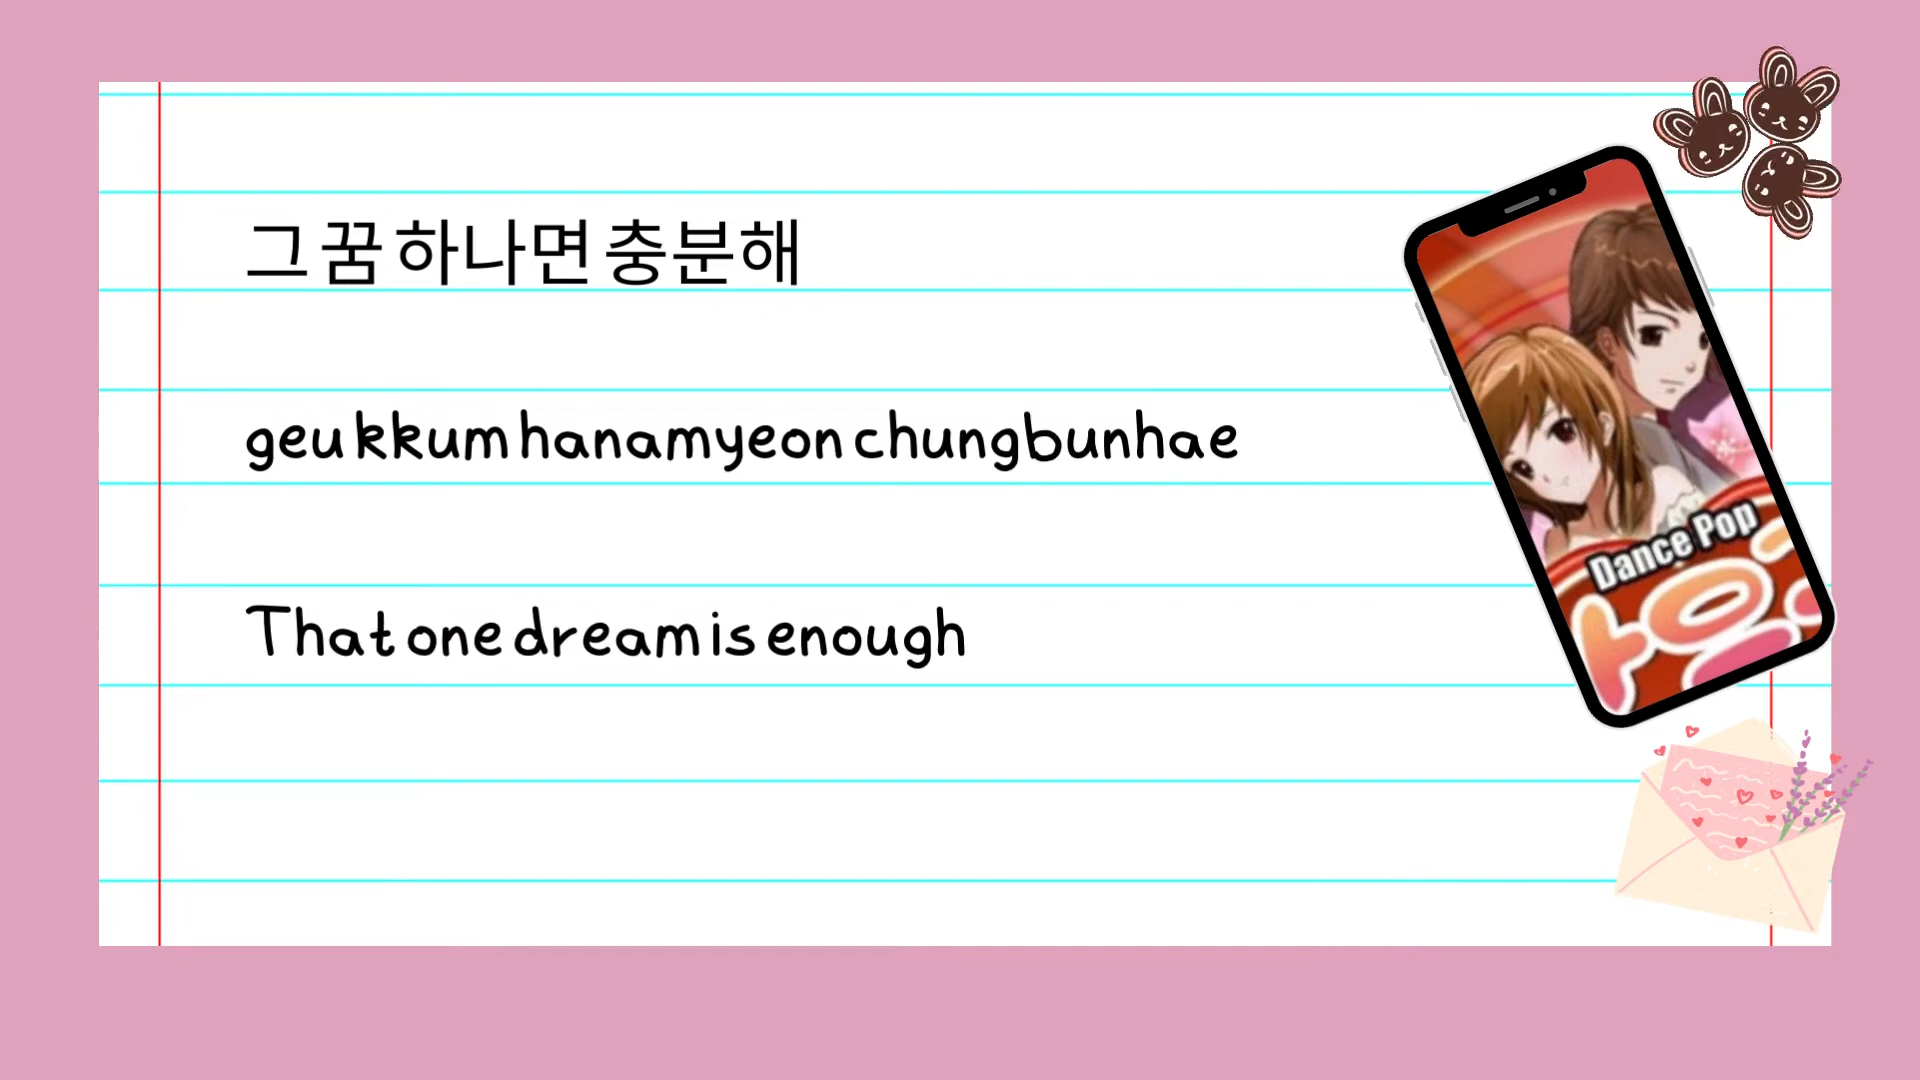 그 꿈 하나면 충분해
geu kkum hanamyeon chungbunhae
That one dream is enough
Dance Pop